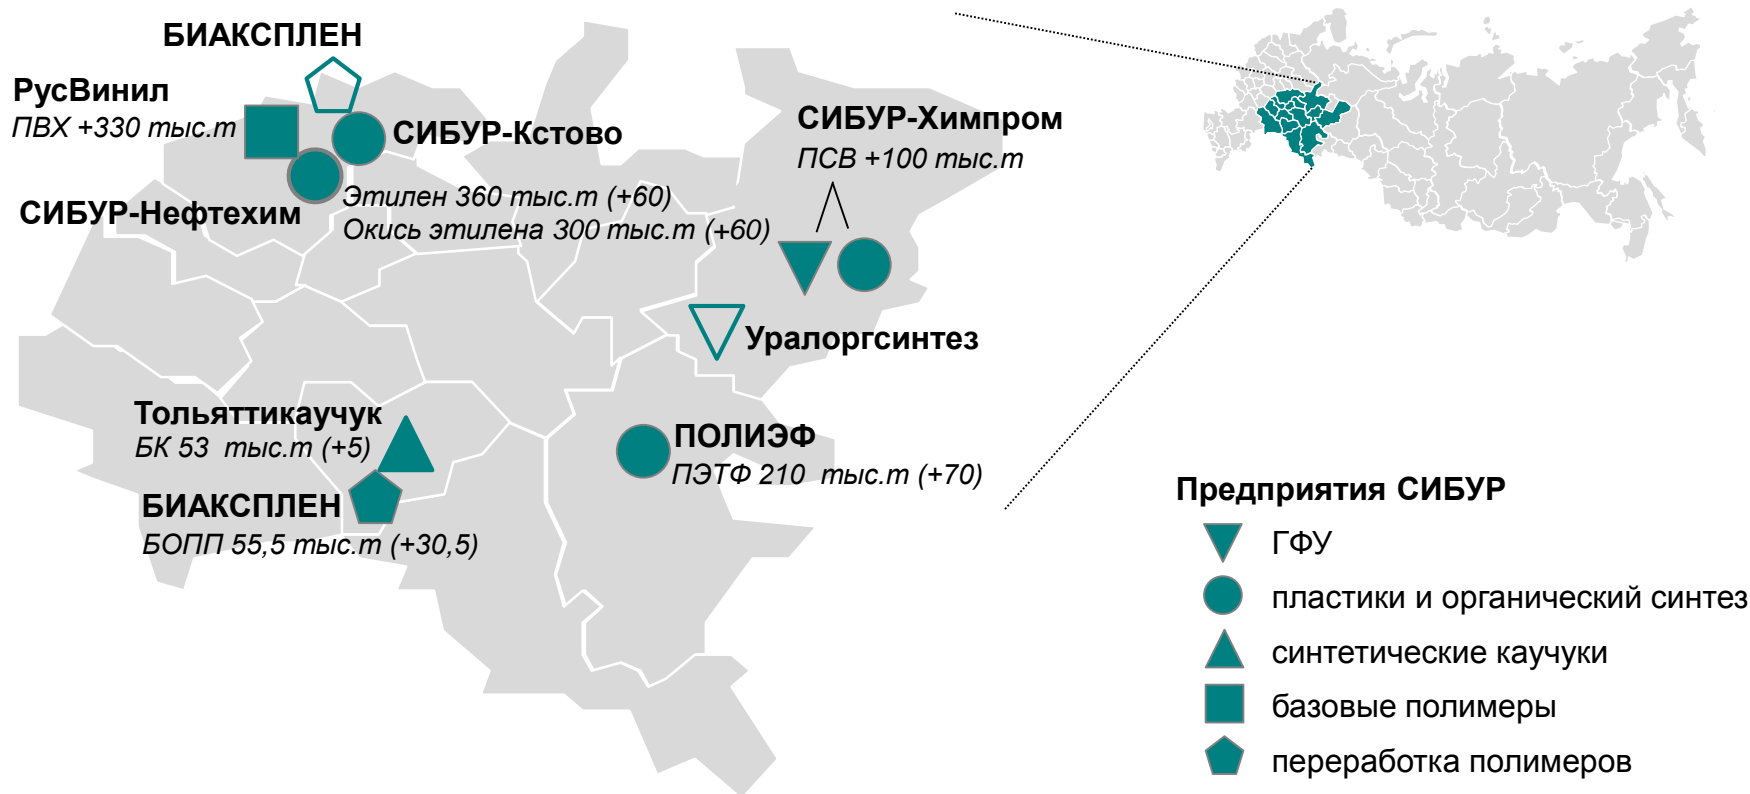 БИАКСПЛЕН
РусВинил
ПВХ +330 тыс.т
СИБУР-Кстово
СИБУР-Нефтехим
Этилен 360 тыс.т (+60)
Окись этилена 300 тыс.т (+60)
СИБУР-Химпром
ПСВ +100 тыс.т
Уралоргсинтез
Тольяттикаучук
БК 53 тыс.т (+5)
БИАКСПЛЕН
БОПП 55,5 тыс.т (+30,5)
ПОЛИЭФ
ПЭТФ 210 тыс.т (+70)
Предприятия СИБУР
ГФУ
пластики и органический синтез
синтетические каучуки
базовые полимеры
переработка полимеров